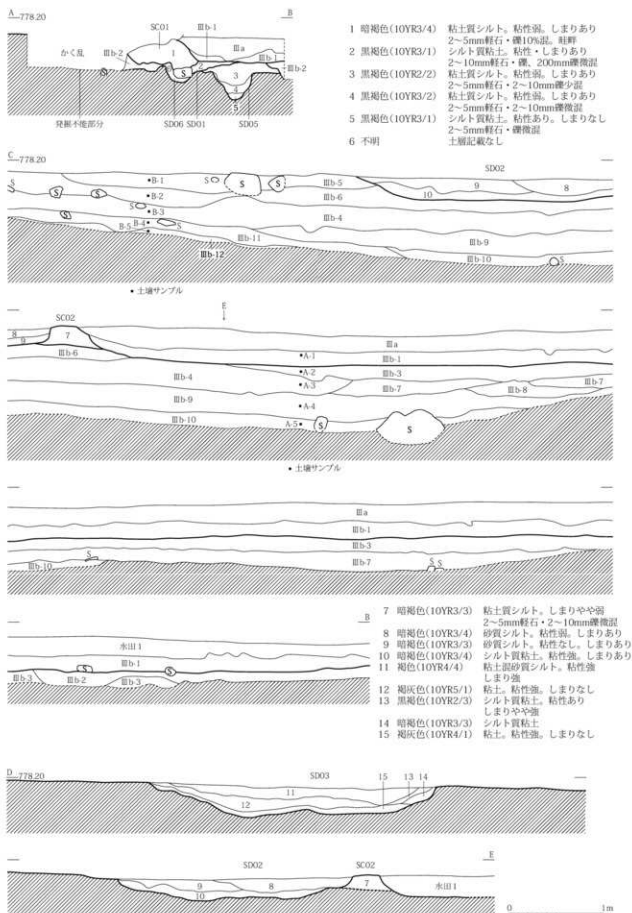 A 778.20
SC01
B
Ⅲb-1
Ⅲb-2
Ⅲa
かく乱
1
2
Ⅲb-1
Ⅲb-2
S
3
4
5
発掘不能部分
SD06
SD01
SD05
1 暗褐色(10YR3/4) 粘土質シルト。粘性弱。しまりあり
2〜5mm軽石・礫10%混。畦畔
2 黒褐色(10YR3/1) シルト質粘土。粘性・しまりあり
2〜10mm軽石・礫、200mm礫微混
3 黒褐色(10YR2/2) 粘土質シルト。粘性弱。しまりあり
2〜5mm軽石・2〜10mm礫少混
4 黒褐色(10YR3/2) 粘土質シルト。粘性弱。しまりあり
2〜5mm軽石・2〜10mm礫微混
5 黒褐色(10YR3/1) シルト質粘土。粘性あり。しまりなし
2〜5mm軽石・礫微混
6 不明 土層記載なし
C 778.20
SD02
S
B-1
S
S
S
Ⅲb-5
10
9
8
S
S
B-2
S
Ⅲb-6
S
B-3
Ⅲb-4
B-4
S
B-5
Ⅲb-11
Ⅲb-9
Ⅲb-12
Ⅲb-10
S
• 土壌サンプル
SC02
E
8
7
9
Ⅲa
Ⅲb-6
A-1
Ⅲb-1
A-2
Ⅲb-3
Ⅲb-4
A-3
Ⅲb-7
Ⅲb-8
Ⅲb-7
Ⅲb-9
A-4
Ⅲb-10
A-5
S
S
• 土壌サンプル
Ⅲa
Ⅲb-1
Ⅲb-3
S
Ⅲb-10
Ⅲb-7
S
S
B
水田1
Ⅲb-1
S
S
Ⅲb-3
Ⅲb-2
Ⅲb-3
7 暗褐色(10YR3/3) 粘土質シルト。しまりやや弱
2〜5mm軽石・2〜10mm礫微混
8 暗褐色(10YR3/4) 砂質シルト。粘性弱。しまりあり
9 暗褐色(10YR3/3) 砂質シルト。粘性なし。しまりあり
10 暗褐色(10YR3/4) シルト質粘土。粘性強。しまりあり
11 褐色(10YR4/4) 粘土混砂質シルト。粘性強
しまり強
12 褐灰色(10YR5/1) 粘土。粘性強。しまりなし
13 黒褐色(10YR2/3) シルト質粘土。粘性あり
しまりやや強
14 暗褐色(10YR3/3) シルト質粘土
15 褐灰色(10YR4/1) 粘土。粘性強。しまりなし
D 778.20
SD03
15
13
14
11
12
SD02
SC02
E
9
8
7
水田1
10
0 1m